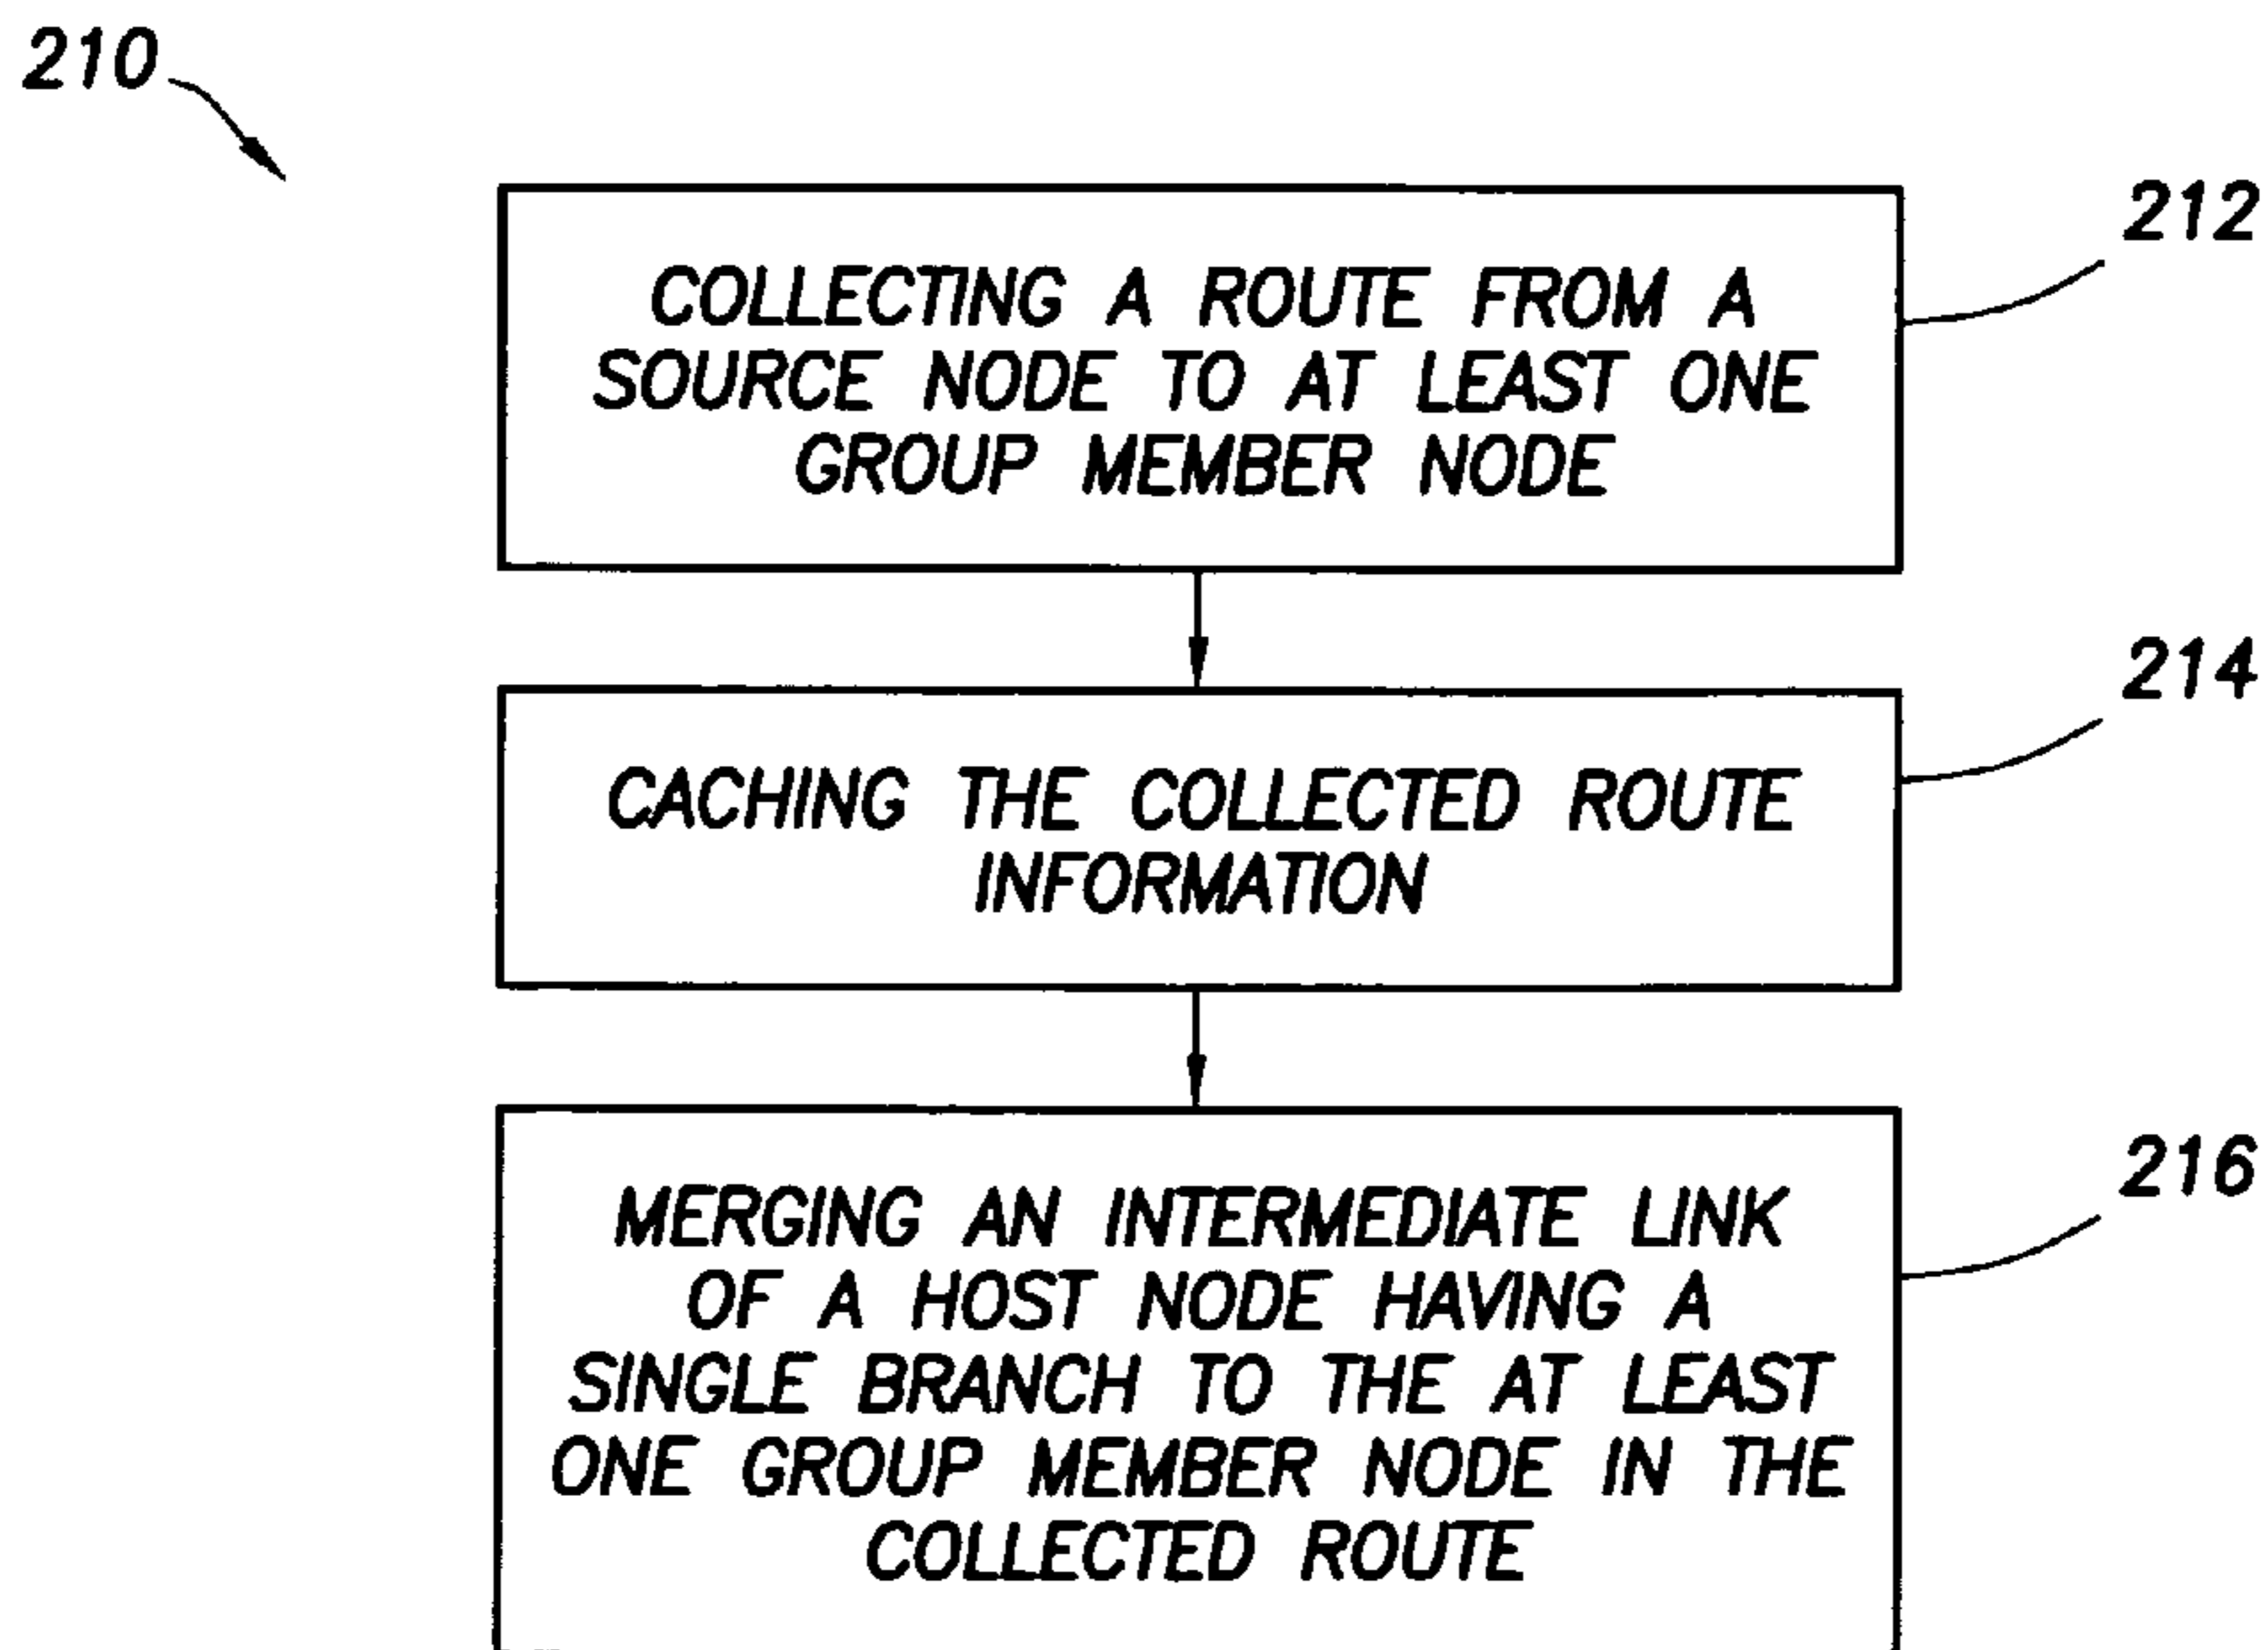 210
212
COLLECTING A ROUTE FROM A
SOURCE NODE TO AT LEAST ONE
GROUP MEMBER NODE
214
CACHING THE COLLECTED ROUTE
INFORMATION
216
MERGING AN INTERMEDIATE LINK
OF A HOST NODE HAVING A
SINGLE BRANCH TO THE AT LEAST
ONE GROUP MEMBER NODE IN THE
COLLECTED ROUTE